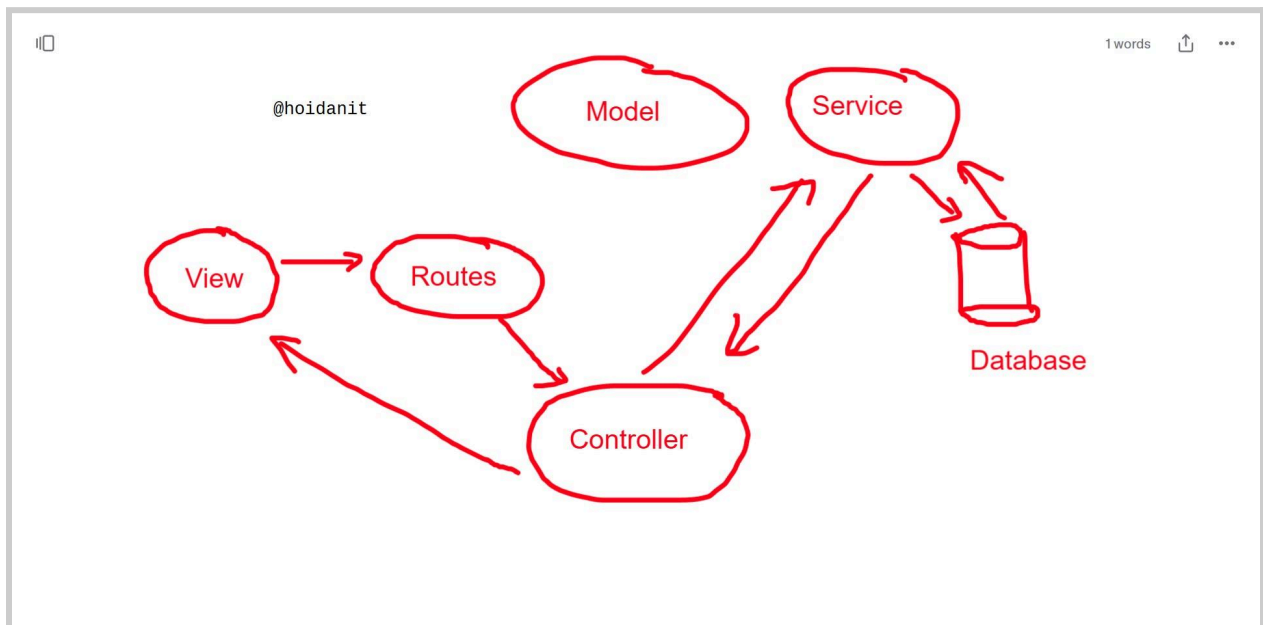 1 words
@hoidanit
Model
Service
View
Routes
Database
Controller